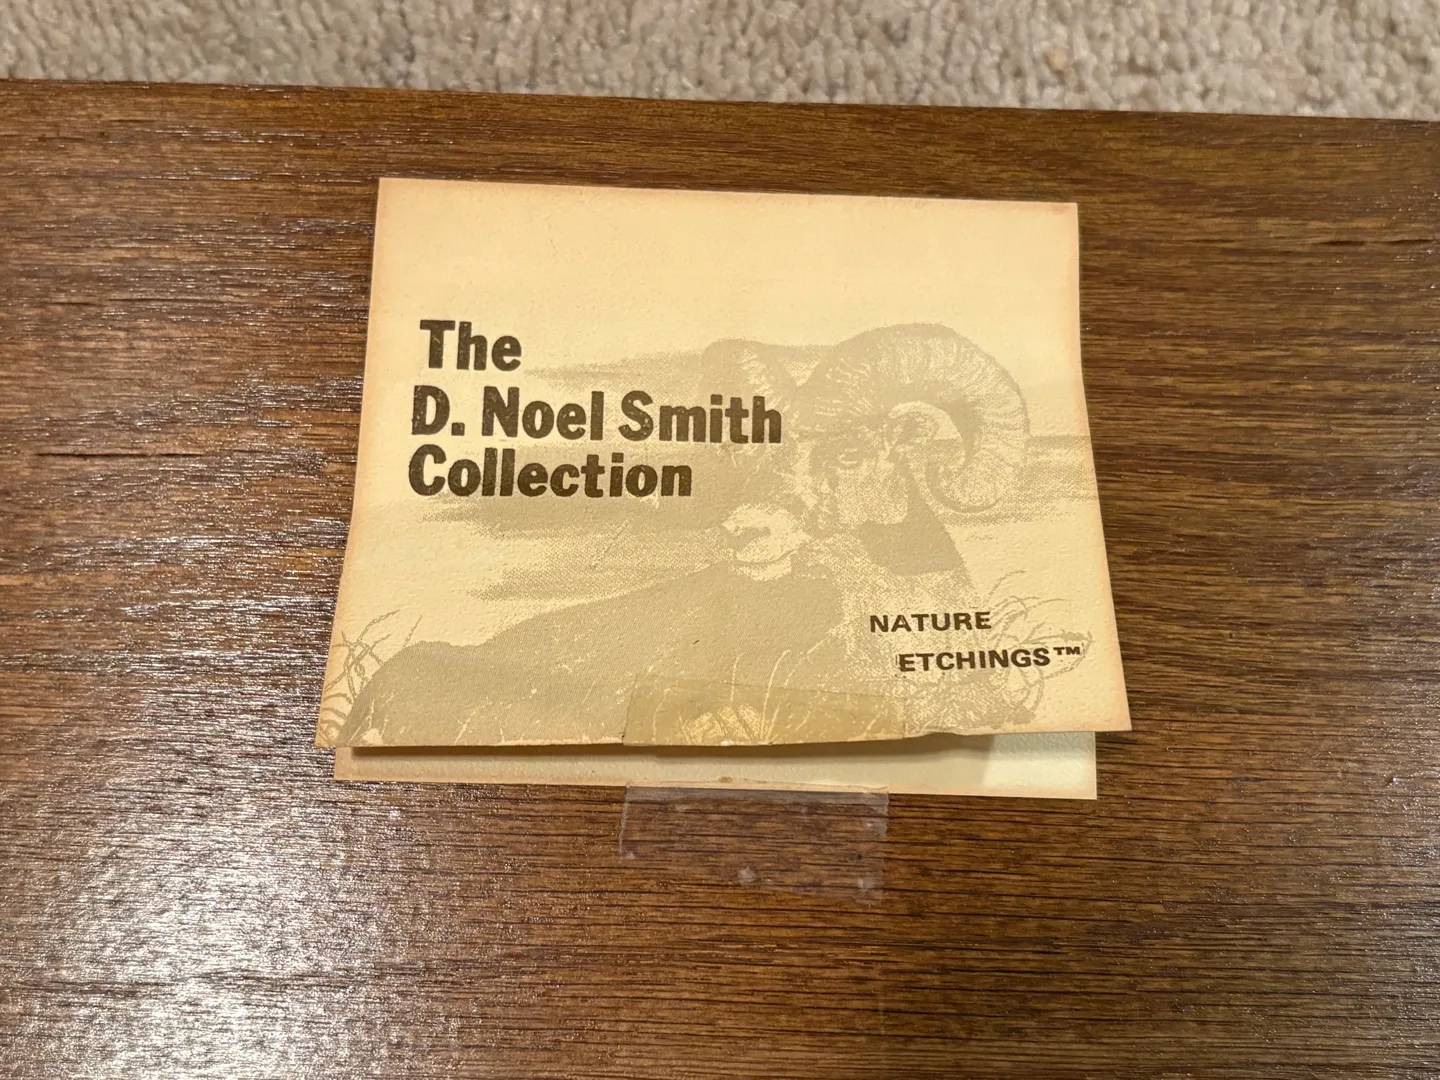 The
D. Noel Smith
Collection
NATURE
ETCHINGS™